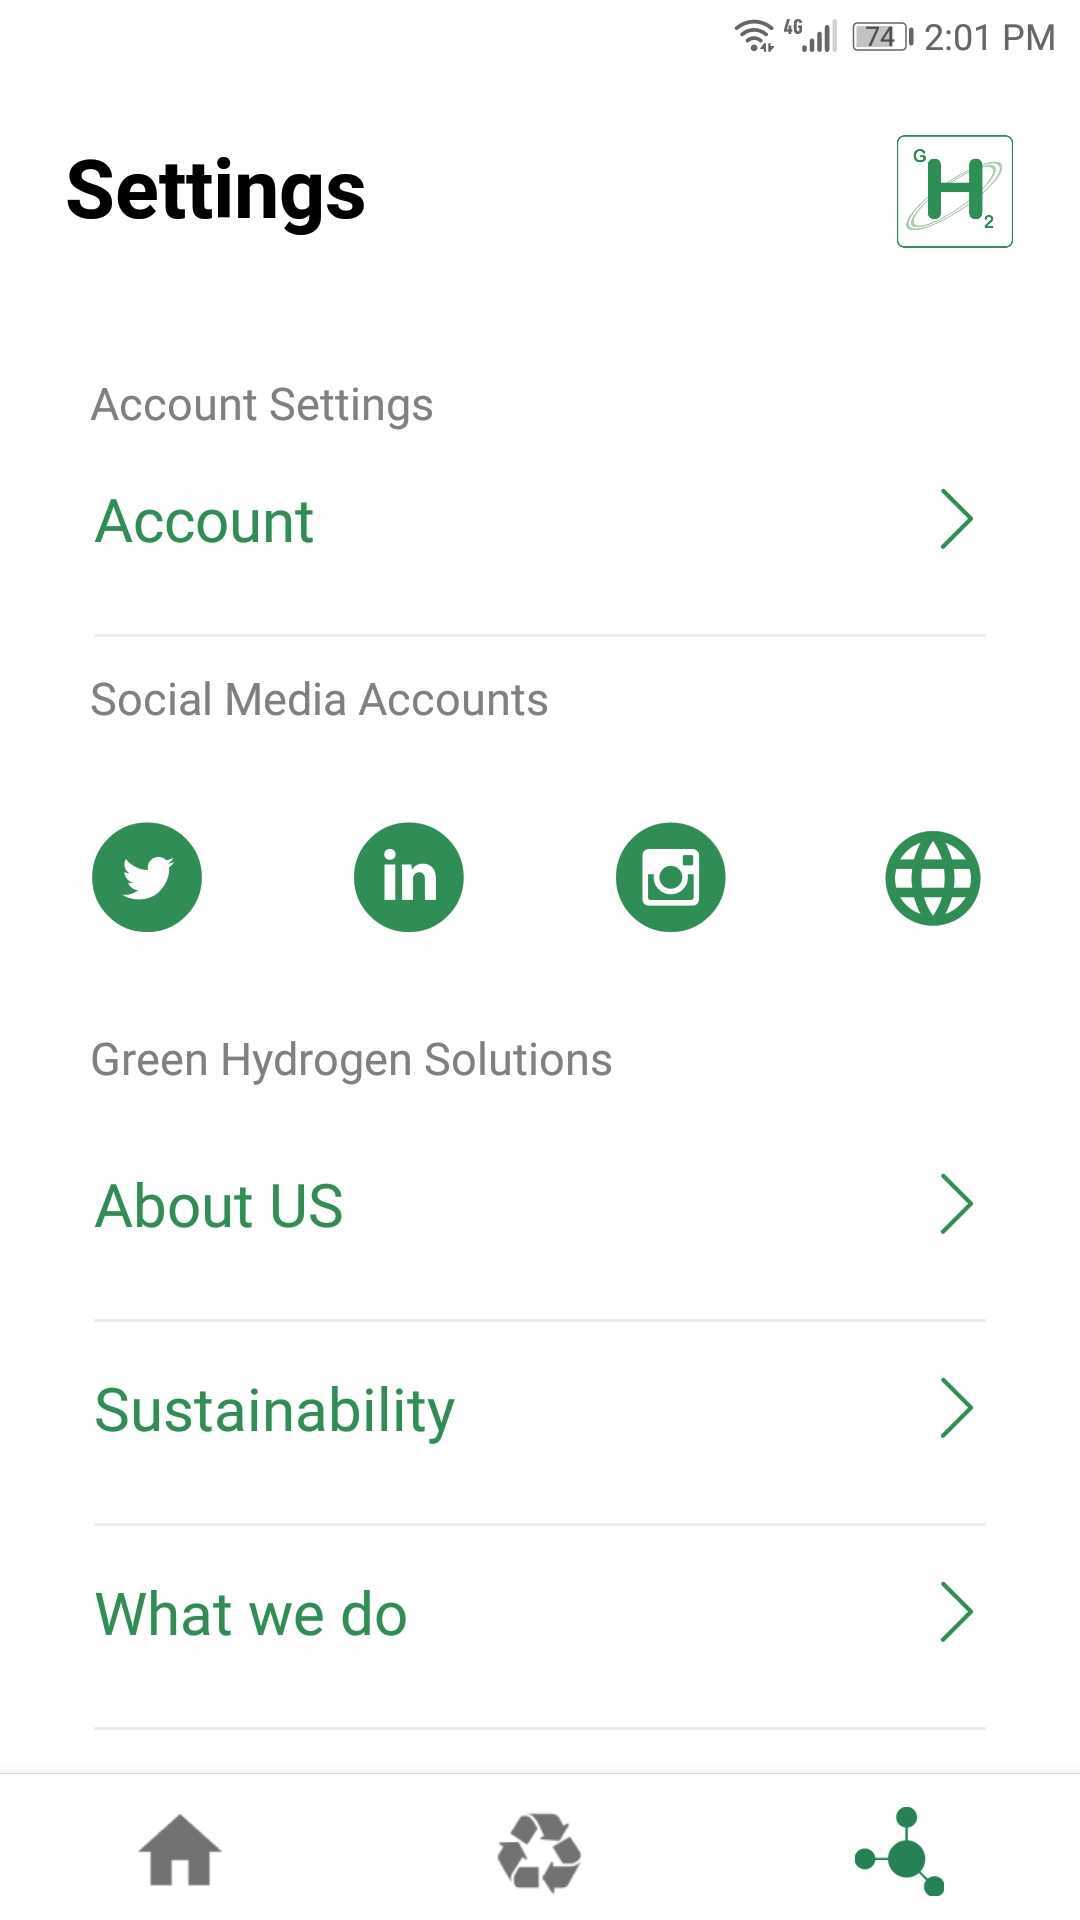 4G 74 2:01 PM
Settings
G
H
2
Account Settings
Account
Social Media Accounts
in
Green Hydrogen Solutions
About US
Sustainability
What we do